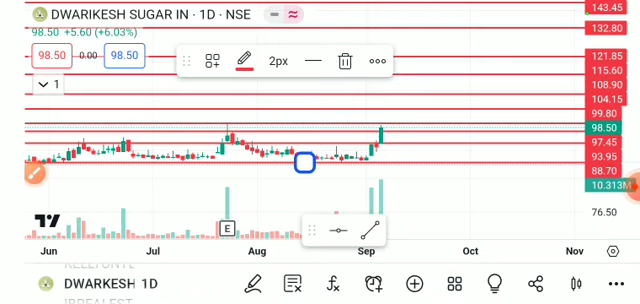 DWARIKESH SUGAR IN · 1D · NSE
98.50 +5.60 (+6.03%)
98.50 0.00 98.50
2px
1
143.45
132.80
121.85
115.60
108.90
104.15
99.80
98.50
97.45
93.95
88.70
10.313M
76.50
E
Jun Jul Aug Sep Oct Nov
DWARKESH 1D